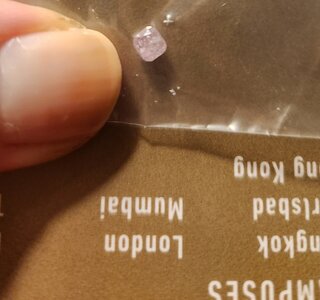 MPUSES
ngkok London
rlsbad Mumbai
ng Kong